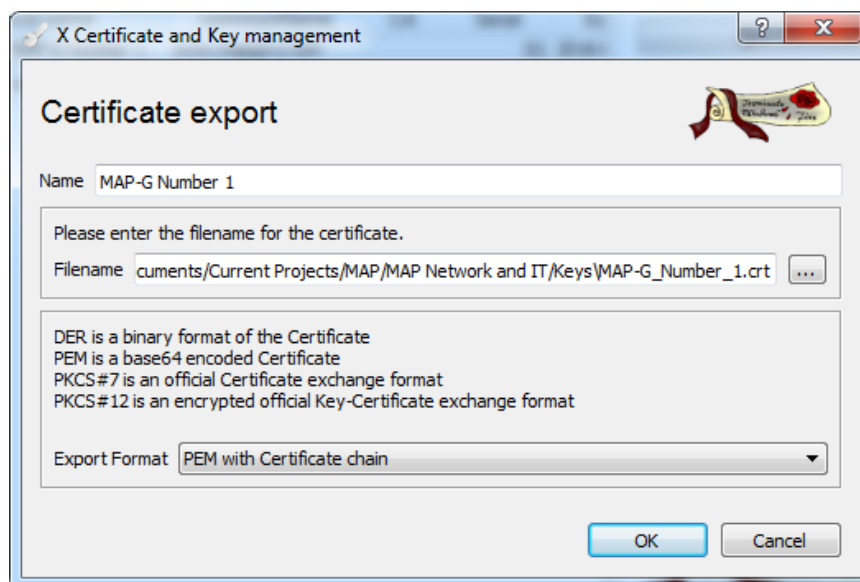 X Certificate and Key management
Certificate export
Name MAP-G Number 1
Please enter the filename for the certificate.
Filename cuments/Current Projects/MAP/MAP Network and IT/Keys\MAP-G_Number_1.crt ...
DER is a binary format of the Certificate
PEM is a base64 encoded Certificate
PKCS#7 is an official Certificate exchange format
PKCS#12 is an encrypted official Key-Certificate exchange format
Export Format PEM with Certificate chain
OK Cancel